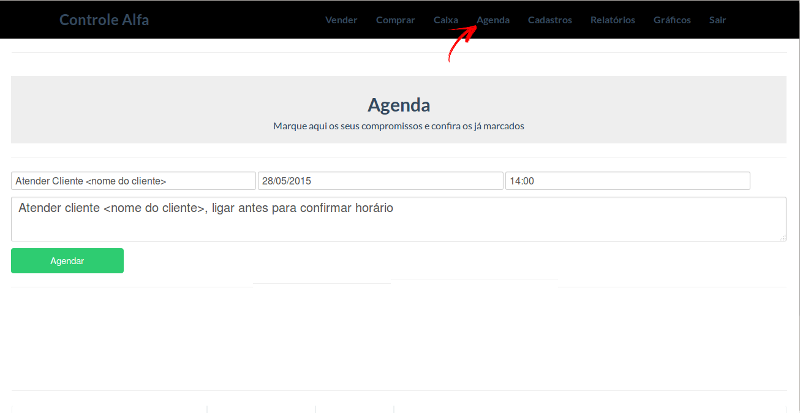 Controle Alfa
Vender Comprar Caixa Agenda Cadastros Relatórios Gráficos Sair
Agenda
Marque aqui os seus compromissos e confira os já marcados
Atender Cliente <nome do cliente> 28/05/2015 14:00
Atender cliente <nome do cliente>, ligar antes para confirmar horário
Agendar